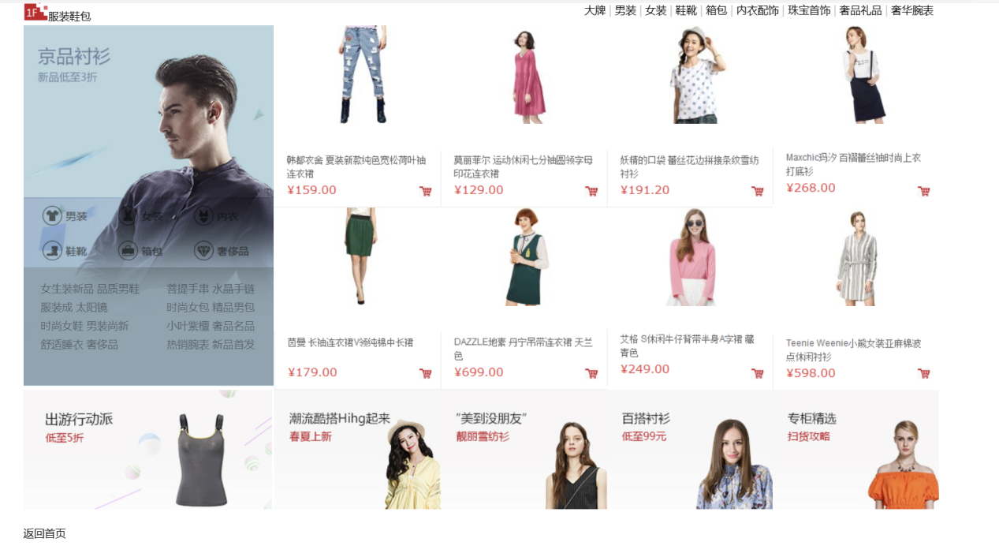 1F 服装鞋包
大牌 | 男装 | 女装 | 鞋靴 | 箱包 | 内衣配饰 | 珠宝首饰 | 奢品礼品 | 奢华腕表
京品衬衫
新品低至3折
男装 女装 内衣
鞋靴 箱包 奢侈品
女生装新品 品质男鞋 菩提手串 水晶手链
服装成 太阳镜 时尚女包 精品男包
时尚女鞋 男装尚新 小叶紫檀 奢品名品
舒适睡衣 奢侈品 热销腕表 新品首发
韩都衣舍 夏装新款纯色宽松荷叶袖
连衣裙
¥159.00
莫丽菲尔 运动休闲七分袖圆领字母
印花连衣裙
¥129.00
妖精的口袋 蕾丝花边拼接条纹雪纺
衬衫
¥191.20
Maxchic玛汐 百褶蕾丝袖时尚上衣
打底衫
¥268.00
茵曼 长袖连衣裙V领纯棉中长裙
¥179.00
DAZZLE地素 丹宁吊带连衣裙 天兰
色
¥699.00
艾格 S休闲牛仔背带半身A字裙 藏
青色
¥249.00
Teenie Weenie小熊女装亚麻棉波
点休闲衬衫
¥598.00
出游行动派
低至5折
潮流酷搭Hihg起来
春夏上新
“美到没朋友”
靓丽雪纺衫
百搭衬衫
低至99元
专柜精选
扫货攻略
返回首页